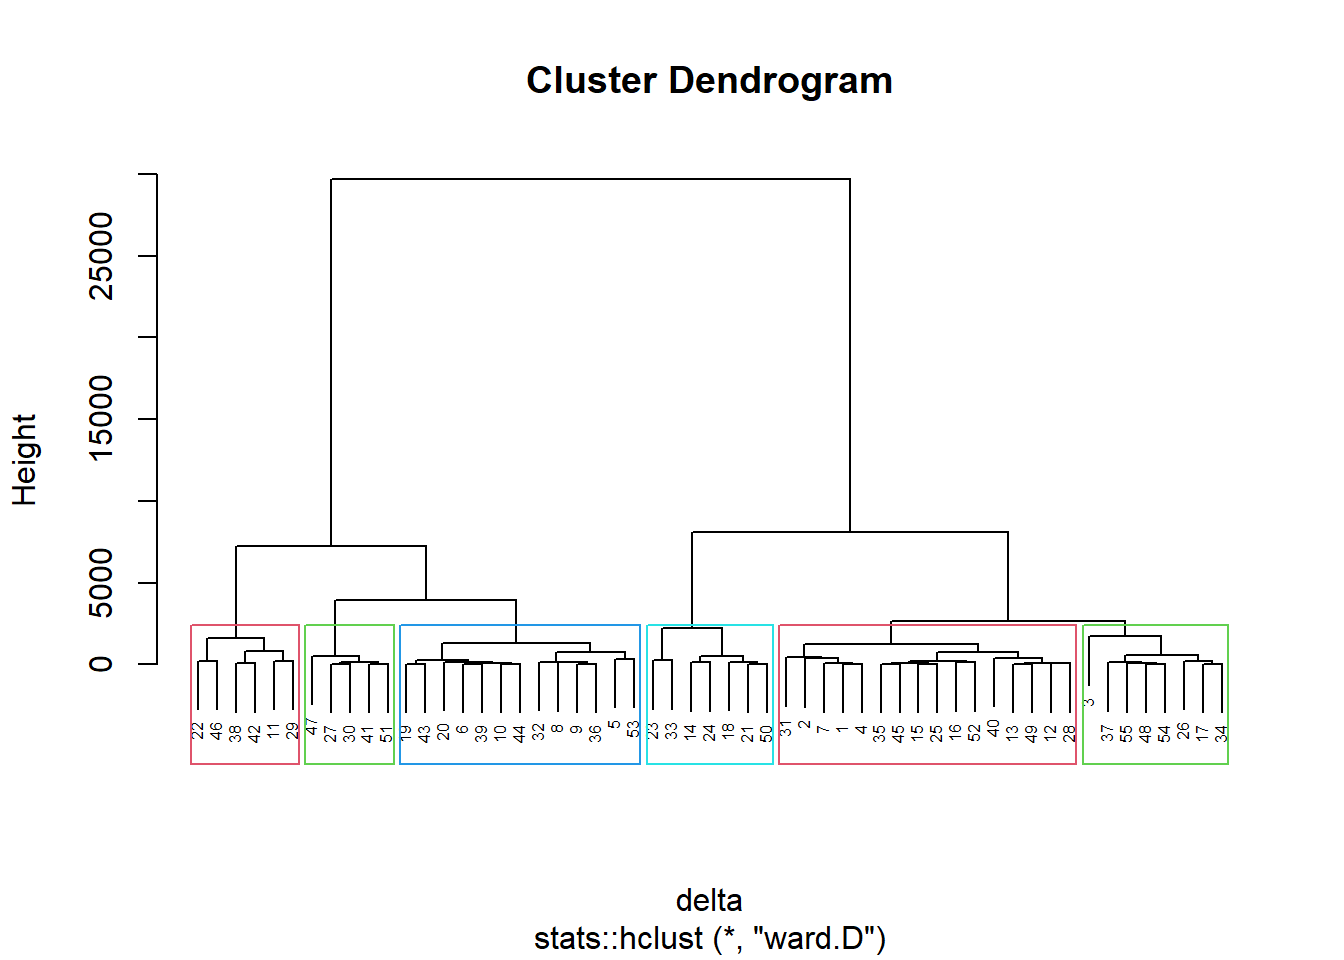 Cluster Dendrogram
Height
0 5000 15000 25000
22 46 38 42 11 29 47 27 30 41 51 19 43 20 6 39 10 44 32 8 9 36 5 53 23 33 14 24 18 21 50 31 2 7 1 4 35 45 15 25 16 52 40 13 49 12 28 3 37 55 48 54 26 17 34
delta
stats::hclust (*, "ward.D")